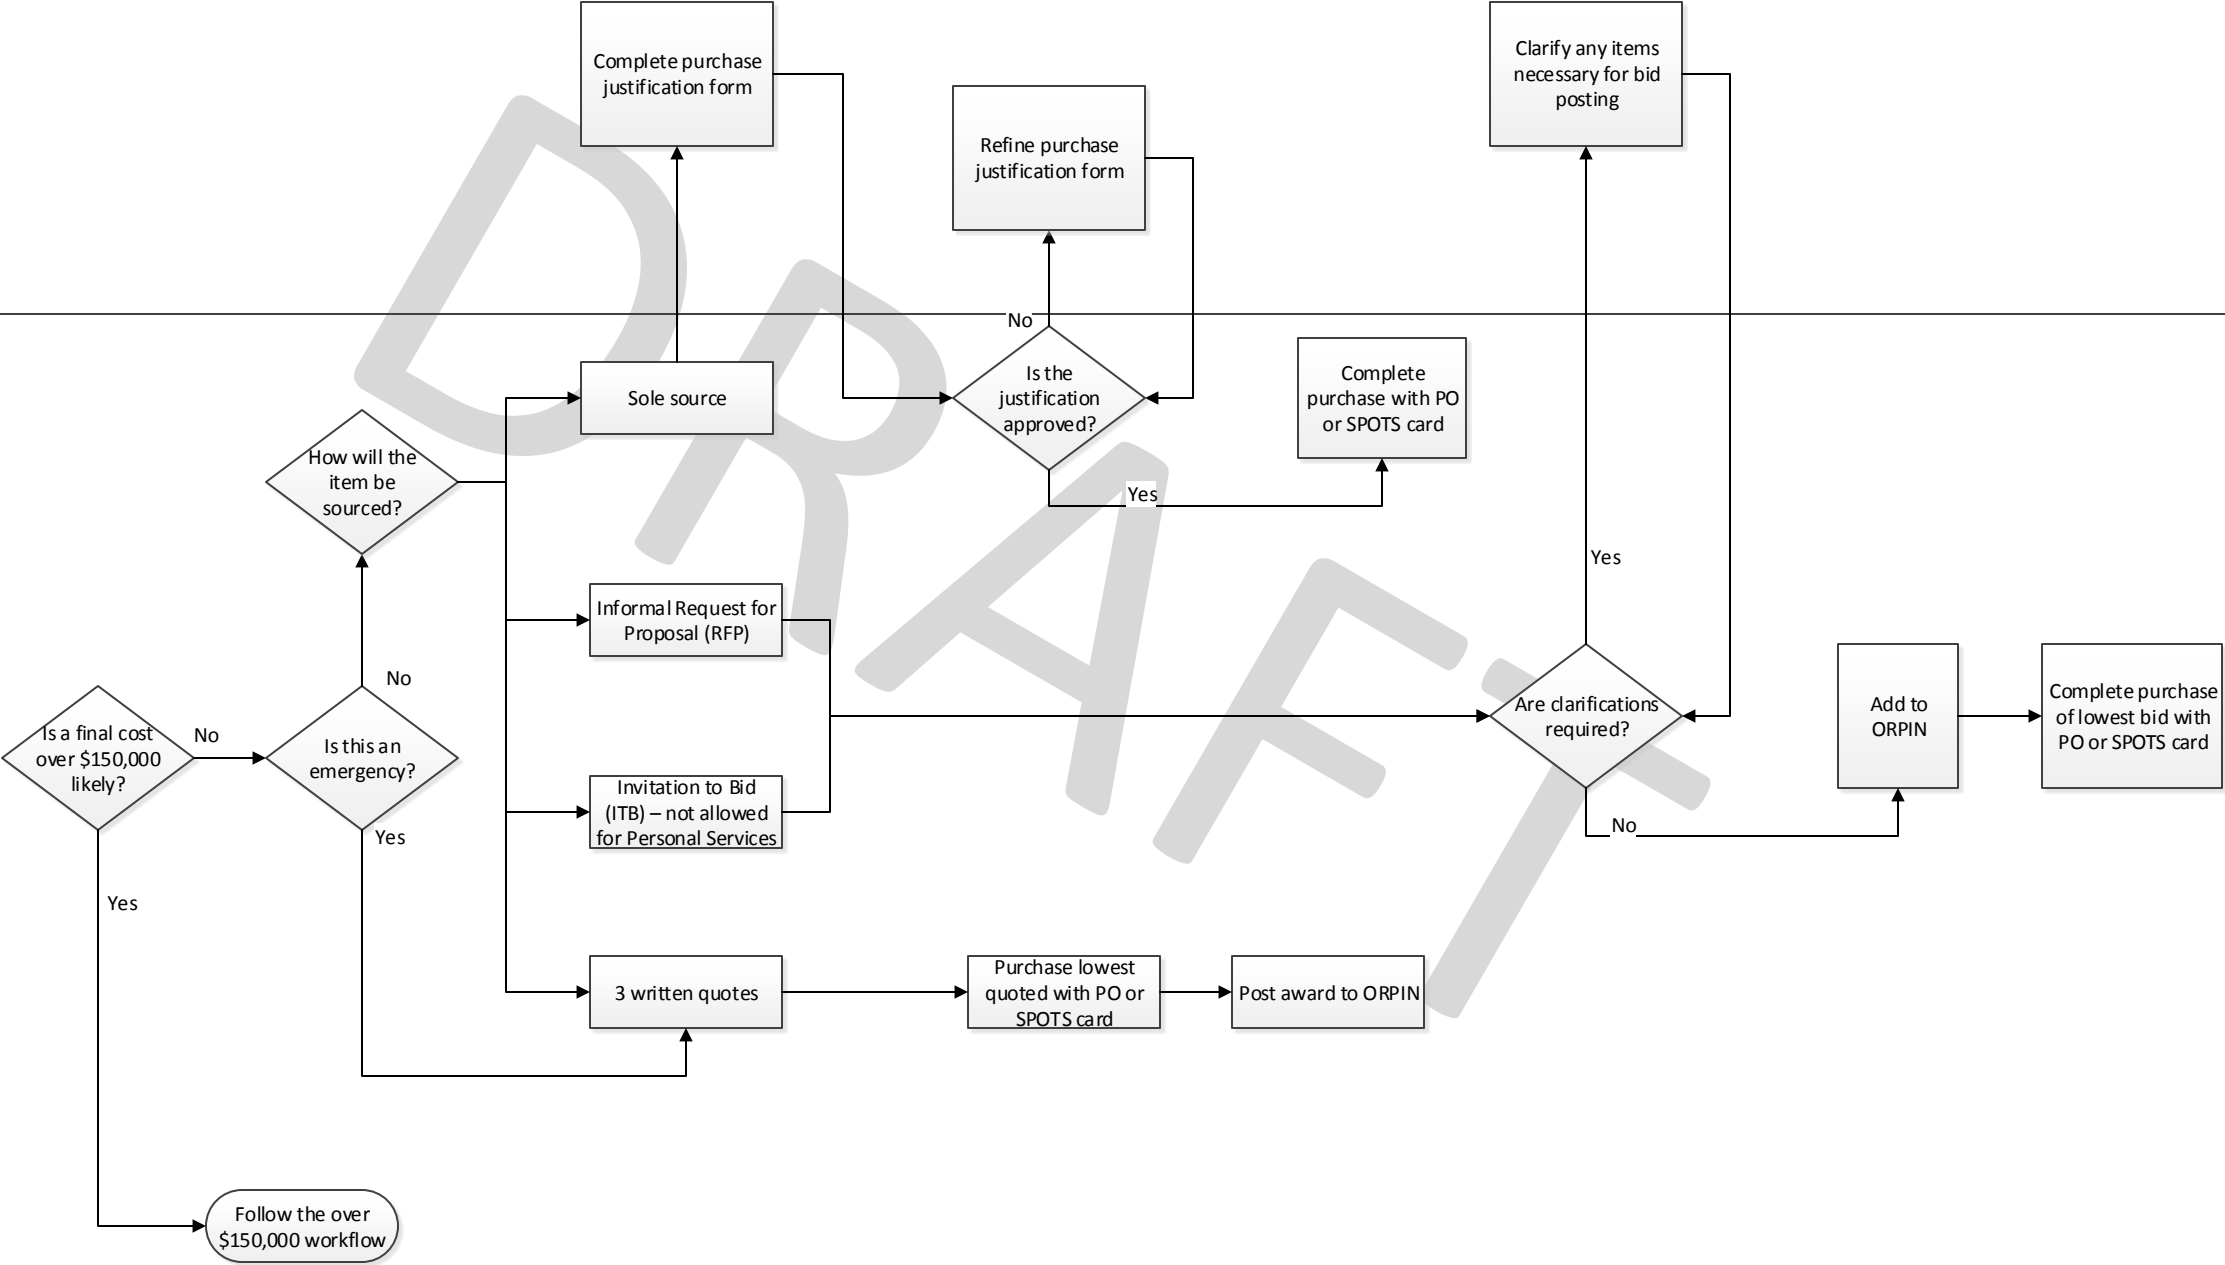 Complete purchase
justification form
Clarify any items
necessary for bid
posting
Refine purchase
justification form
No
Is the
justification
approved?
Complete
purchase with PO
or SPOTS card
Sole source
How will the
item be
sourced?
Yes
Yes
Informal Request for
Proposal (RFP)
No
Is a final cost
over $150,000
likely?
No
Is this an
emergency?
Are clarifications
required?
Add to
ORPIN
Complete purchase
of lowest bid with
PO or SPOTS card
Invitation to Bid
(ITB) – not allowed
for Personal Services
Yes
No
Yes
3 written quotes
Purchase lowest
quoted with PO or
SPOTS card
Post award to ORPIN
Follow the over
$150,000 workflow
DRAFT